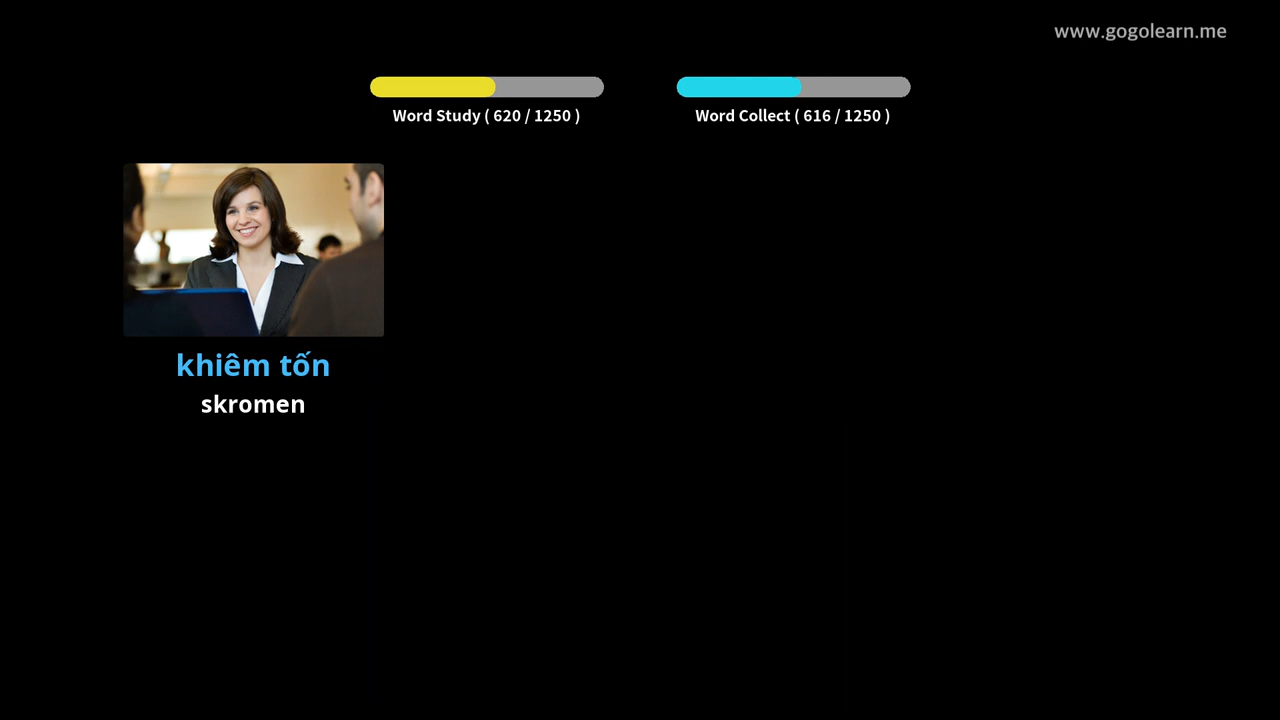 www.gogolearn.me
Word Study ( 620 / 1250 )
Word Collect ( 616 / 1250 )
khiêm tốn
skromen